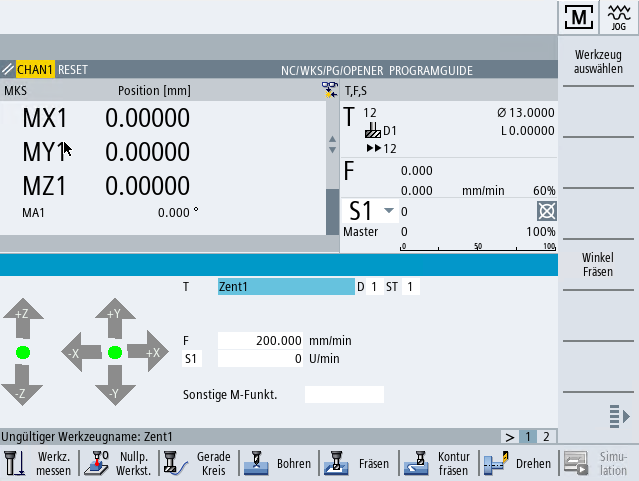 M
JOG
CHAN1 RESET
NC/WKS/PG/OPENER PROGRAMGUIDE
Werkzeug
auswählen
MKS
Position [mm]
T,F,S
MX1 0.00000
MY1 0.00000
MZ1 0.00000
MA1 0.000 °
T 12 Ø 13.0000
D1 L 0.00000
12
F 0.000
0.000 mm/min 60%
S1 0
Master 0 100%
0 50 100
Winkel
Fräsen
T Zent1 D 1 ST 1
+Z +Y
-X +X
-Z -Y
F 200.000 mm/min
S1 0 U/min
Sonstige M-Funkt.
Ungültiger Werkzeugname: Zent1
> 1 2
Werkz.
messen
Nullp.
Werkst.
Gerade
Kreis
Bohren
Fräsen
Kontur
fräsen
Drehen
Simu-
lation